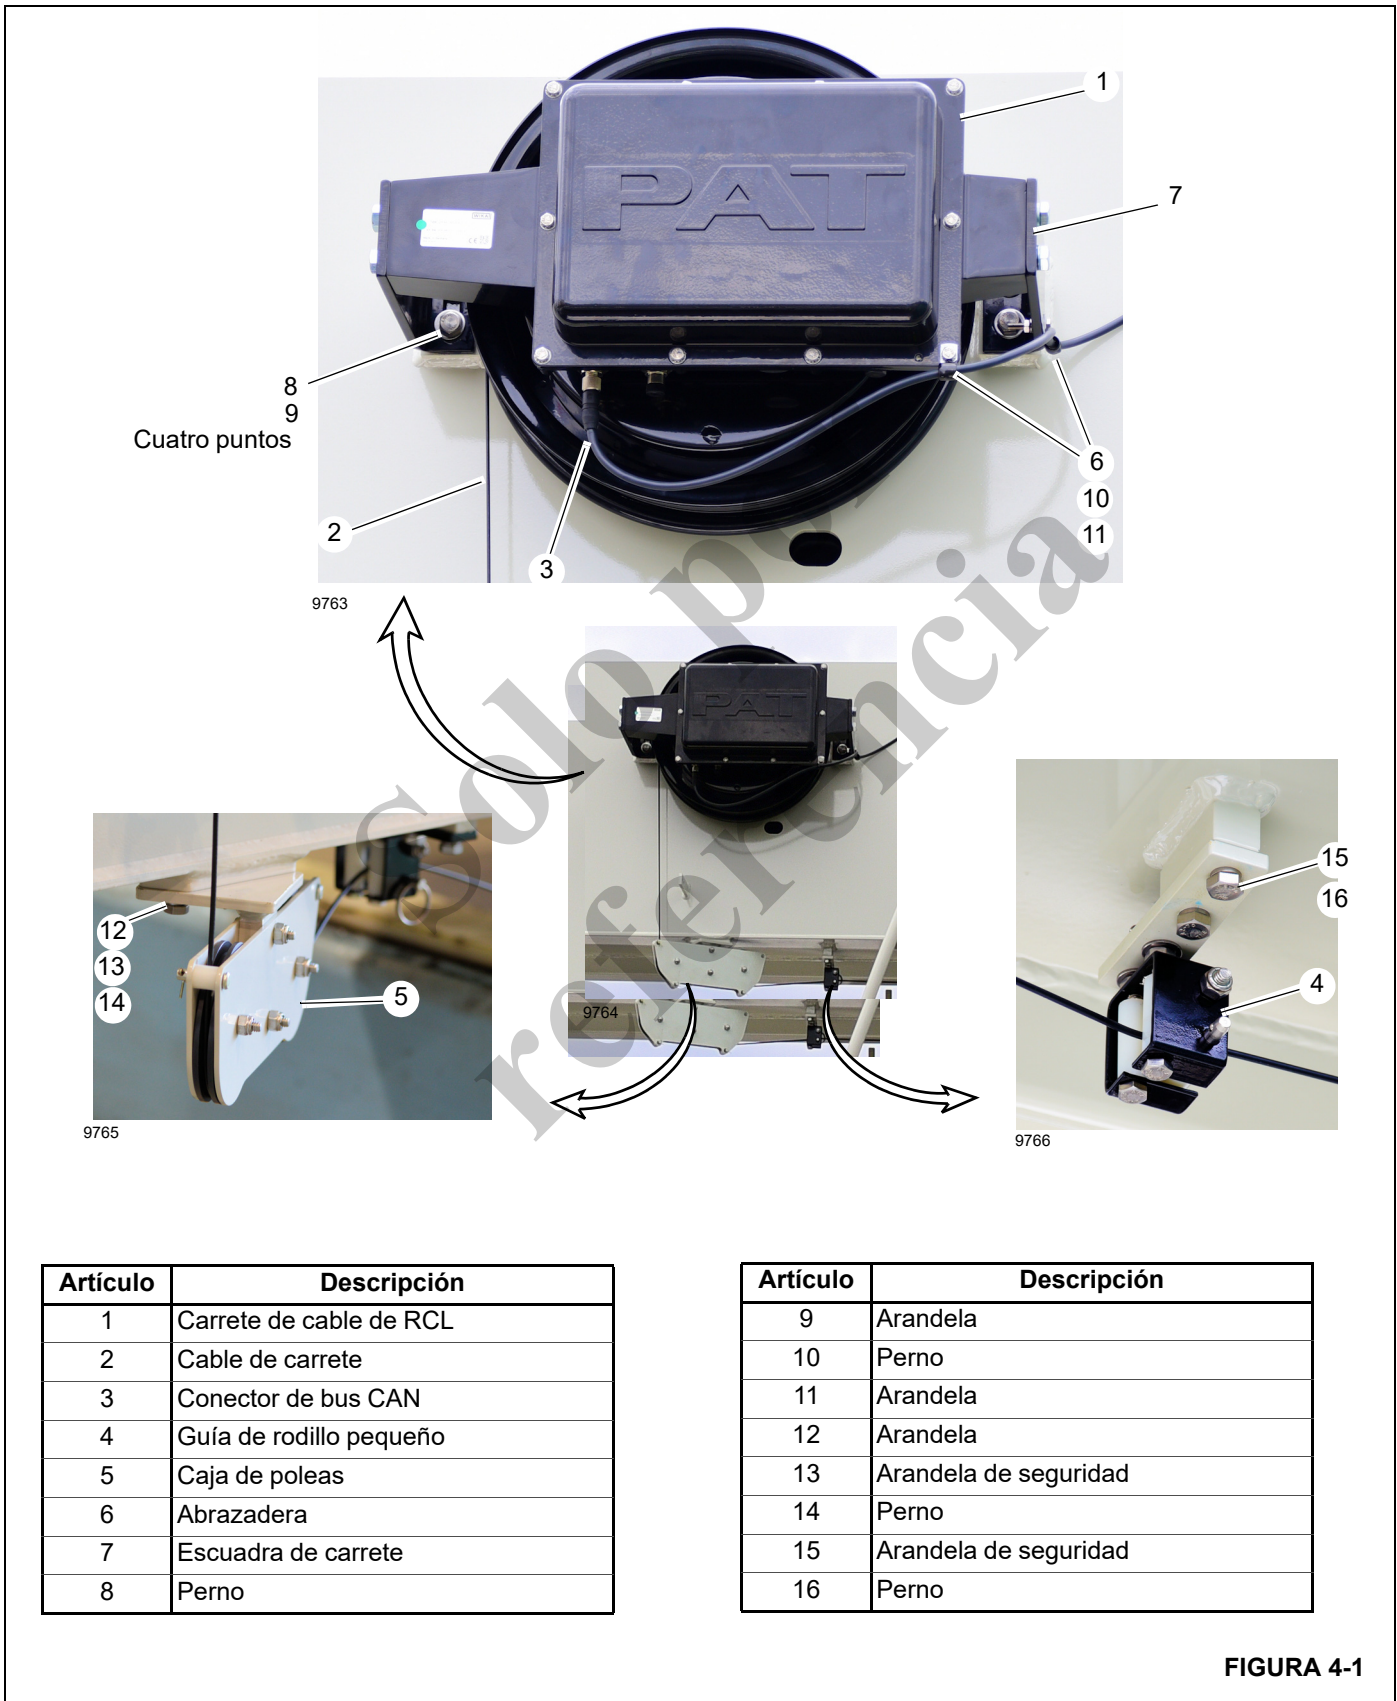 PAT
1
7
8
9
Cuatro puntos
2
3
6
10
11
9763
Solo para
referencia
PAT
9764
12
13
14
5
9765
15
16
4
9766
Artículo Descripción
1 Carrete de cable de RCL
2 Cable de carrete
3 Conector de bus CAN
4 Guía de rodillo pequeño
5 Caja de poleas
6 Abrazadera
7 Escuadra de carrete
8 Perno
Artículo Descripción
9 Arandela
10 Perno
11 Arandela
12 Arandela
13 Arandela de seguridad
14 Perno
15 Arandela de seguridad
16 Perno
FIGURA 4-1